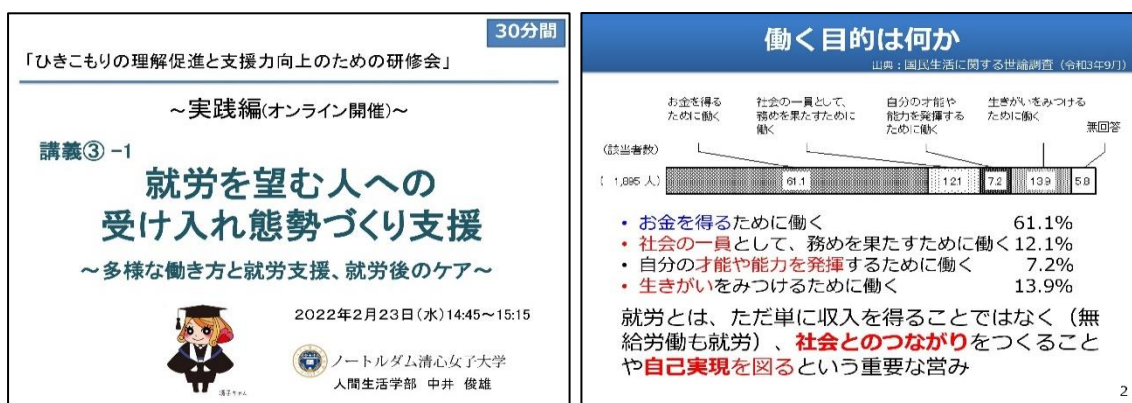 30分間
「ひきこもりの理解促進と支援力向上のための研修会」
～実践編(オンライン開催)～
講義③-1
就労を望む人への
受け入れ態勢づくり支援
～多様な働き方と就労支援、就労後のケア～
2022年2月23日(水)14:45～15:15
ノートルダム清心女子大学
人間生活学部 中井 俊雄
働く目的は何か
出典：国民生活に関する世論調査（令和3年9月）
お金を得る
ために働く
社会の一員として、
務めを果たすために
働く
自分の才能や
能力を発揮する
ために働く
生きがいをみつける
ために働く
無回答
(該当者数)
( 1,895 人)
61.1
12.1
7.2
13.9
5.8
• お金を得るために働く 61.1%
• 社会の一員として、務めを果たすために働く 12.1%
• 自分の才能や能力を発揮するために働く 7.2%
• 生きがいをみつけるために働く 13.9%
就労とは、ただ単に収入を得ることではなく（無
給労働も就労）、社会とのつながりをつくること
や自己実現を図るという重要な営み
2